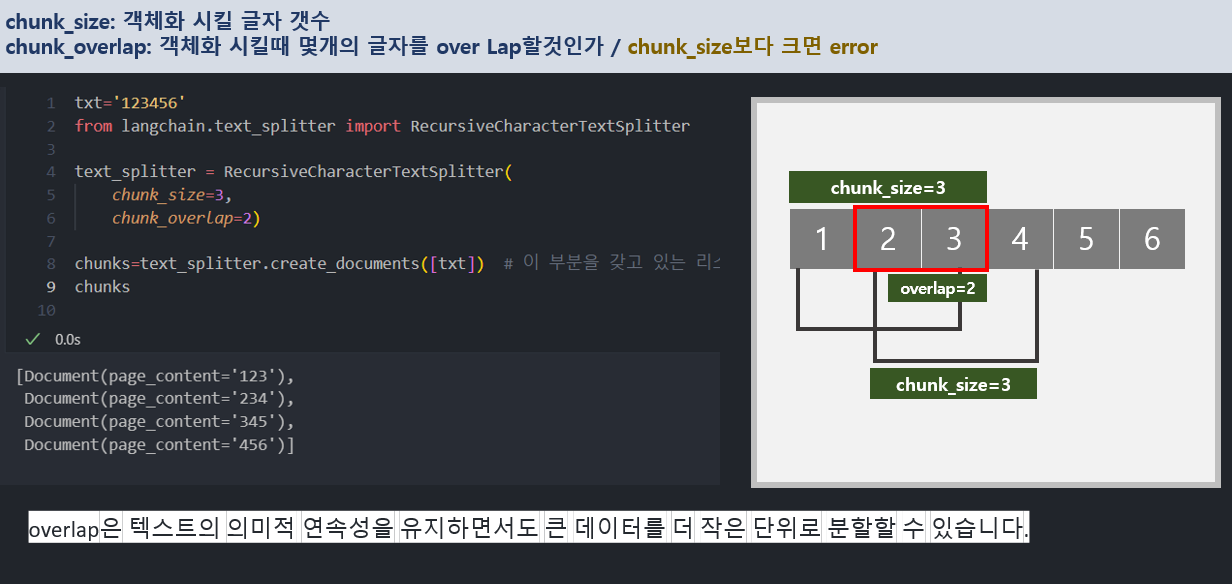 chunk_size: 객체화 시킬 글자 갯수
chunk_overlap: 객체화 시킬때 몇개의 글자를 over Lap할것인가 / chunk_size보다 크면 error
1 txt='123456'
2 from langchain.text_splitter import RecursiveCharacterTextSplitter
3
4 text_splitter = RecursiveCharacterTextSplitter(
5     chunk_size=3,
6     chunk_overlap=2)
7
8 chunks=text_splitter.create_documents([txt])  # 이 부분을 갖고 있는
9 chunks
10
0.0s
[Document(page_content='123'),
 Document(page_content='234'),
 Document(page_content='345'),
 Document(page_content='456')]
chunk_size=3
1 2 3 4 5 6
overlap=2
chunk_size=3
overlap은 텍스트의 의미적 연속성을 유지하면서도 큰 데이터를 더 작은 단위로 분할할 수 있습니다.